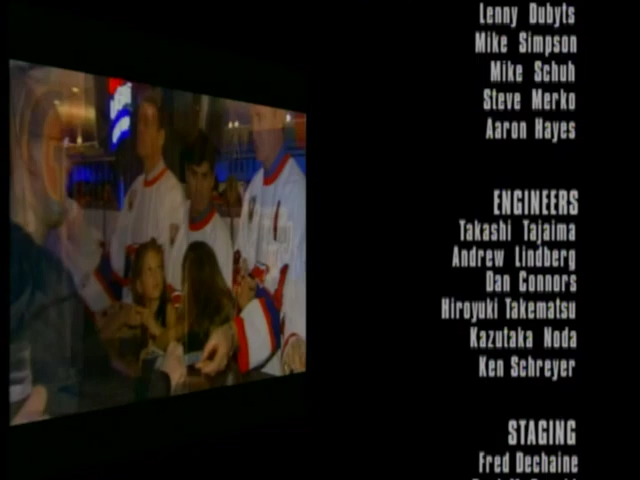 Lenny Dubyts
Mike Simpson
Mike Schuh
Steve Merko
Aaron Hayes
ENGINEERS
Takashi Tajaima
Andrew Lindberg
Dan Connors
Hiroyuki Takematsu
Kazutaka Noda
Ken Schreyer
STAGING
Fred Dechaine